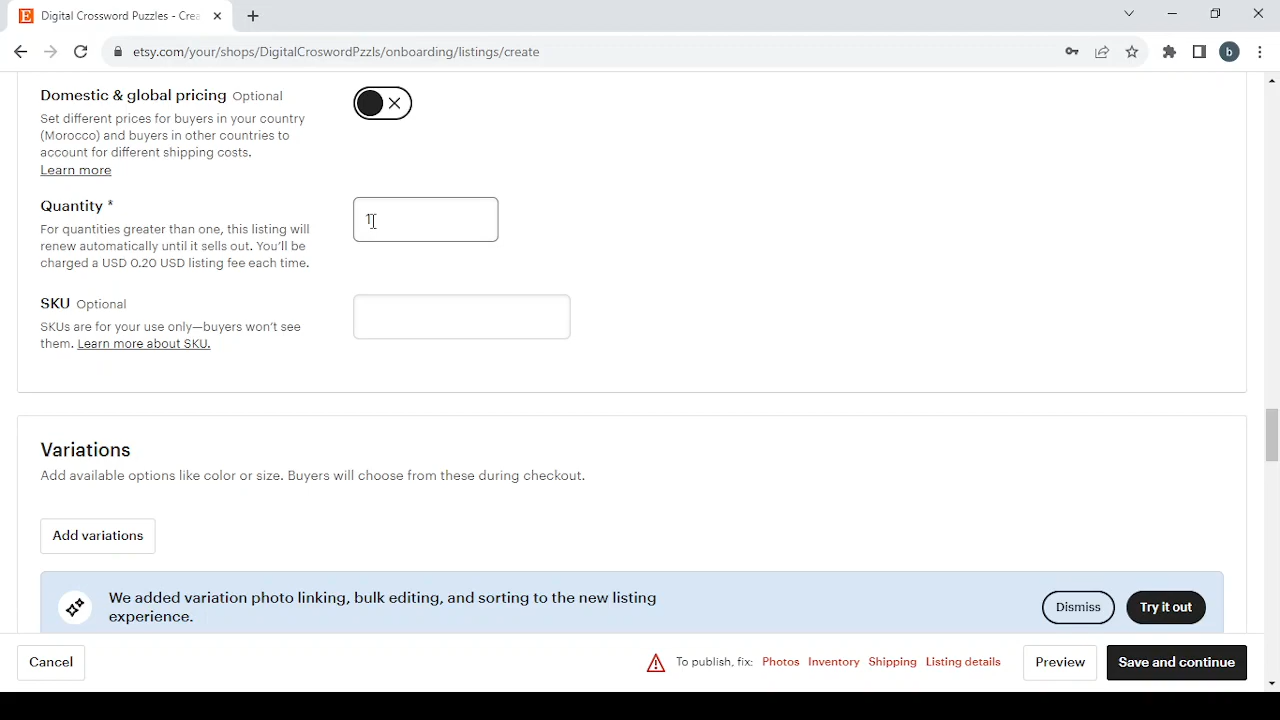 Digital Crossword Puzzles - Crea
etsy.com/your/shops/DigitalCroswordPzzls/onboarding/listings/create
b
Domestic & global pricing Optional
Set different prices for buyers in your country
(Morocco) and buyers in other countries to
account for different shipping costs.
Learn more
Quantity *
1
For quantities greater than one, this listing will
renew automatically until it sells out. You'll be
charged a USD 0.20 USD listing fee each time.
SKU Optional
SKUs are for your use only—buyers won't see
them. Learn more about SKU.
Variations
Add available options like color or size. Buyers will choose from these during checkout.
Add variations
We added variation photo linking, bulk editing, and sorting to the new listing
experience.
Dismiss
Try it out
Cancel
To publish, fix: Photos Inventory Shipping Listing details
Preview
Save and continue